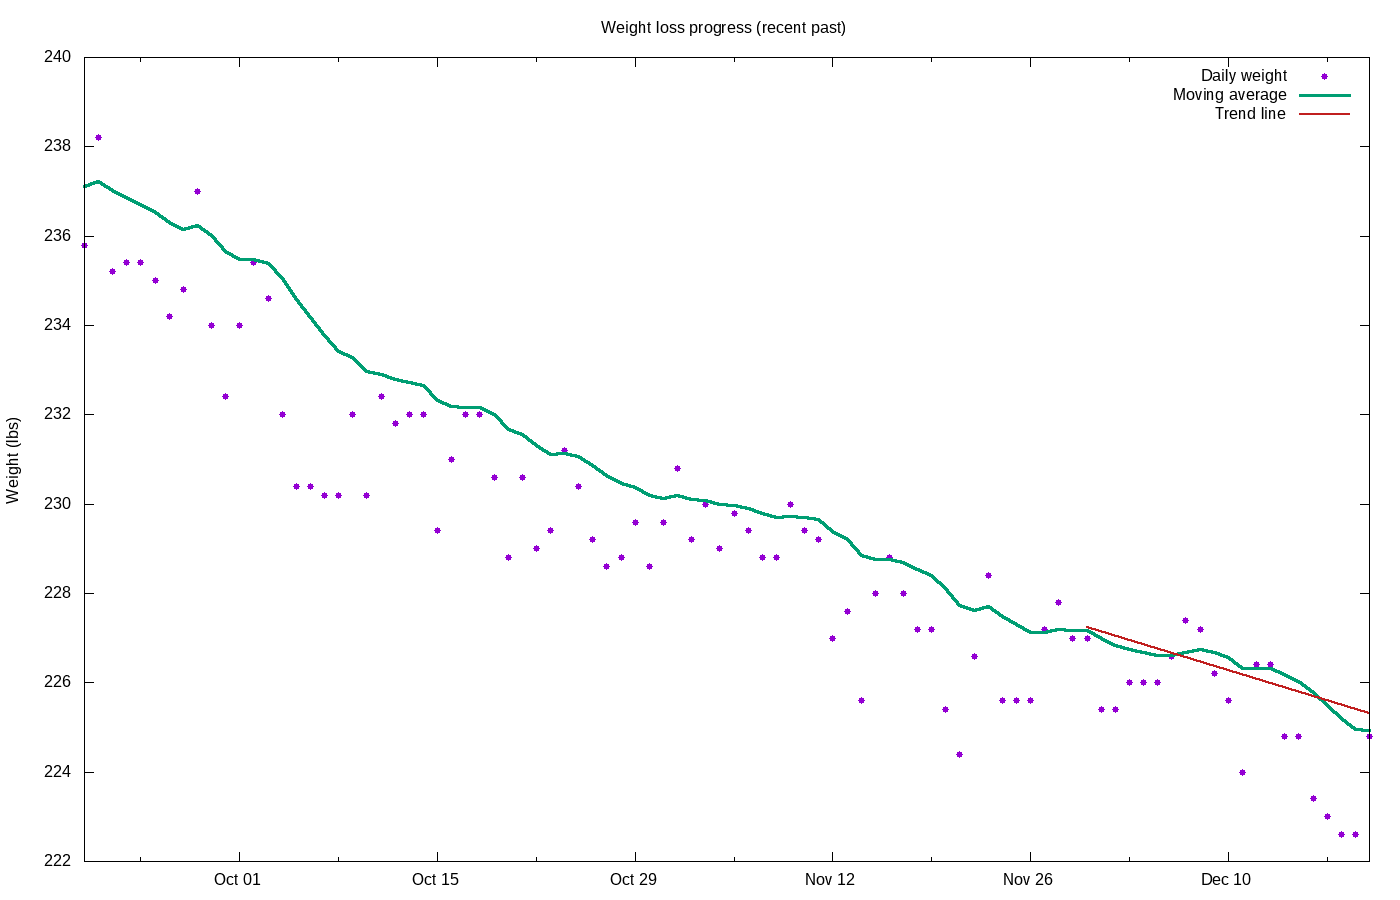 Weight loss progress (recent past)
Daily weight
Moving average
Trend line
240
238
236
234
232
230
228
226
224
222
Weight (lbs)
Oct 01 Oct 15 Oct 29 Nov 12 Nov 26 Dec 10